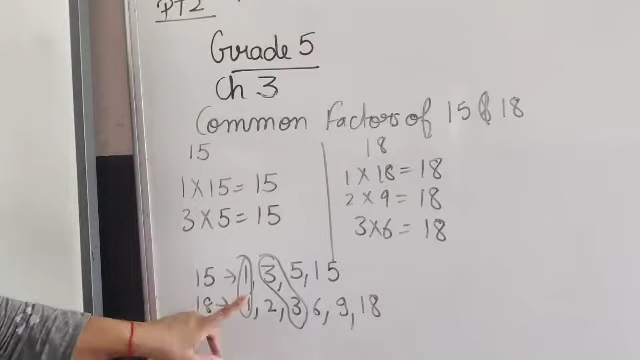 PT2
Grade 5
Ch 3
Common Factors of 15 & 18
15
1 X 15 = 15
3 X 5 = 15
18
1 X 18 = 18
2 X 9 = 18
3 X 6 = 18
15 → 1, 3, 5, 15
18 → 1, 2, 3, 6, 9, 18